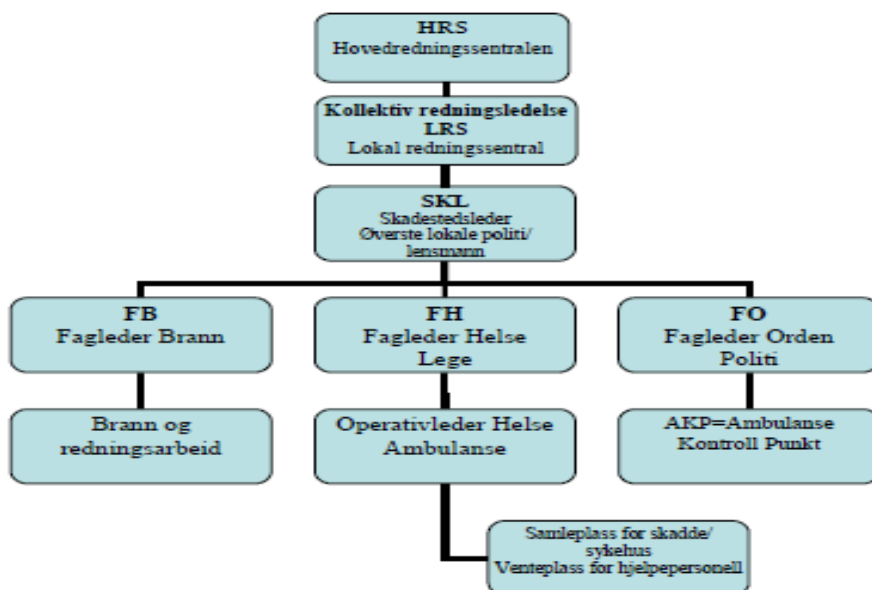 HRS
Hovedredningssentralen
Kollektiv redningsledelse
LRS
Lokal redningssentral
SKL
Skadestedsleder
Øverste lokale politi/
lensmann
FB
Fagleder Brann
FH
Fagleder Helse
Lege
FO
Fagleder Orden
Politi
Brann og
redningsarbeid
Operativleder Helse
Ambulanse
AKP=Ambulanse
Kontroll Punkt
Samleplass for skadde/
sykehus
Venteplass for hjelpepersonell